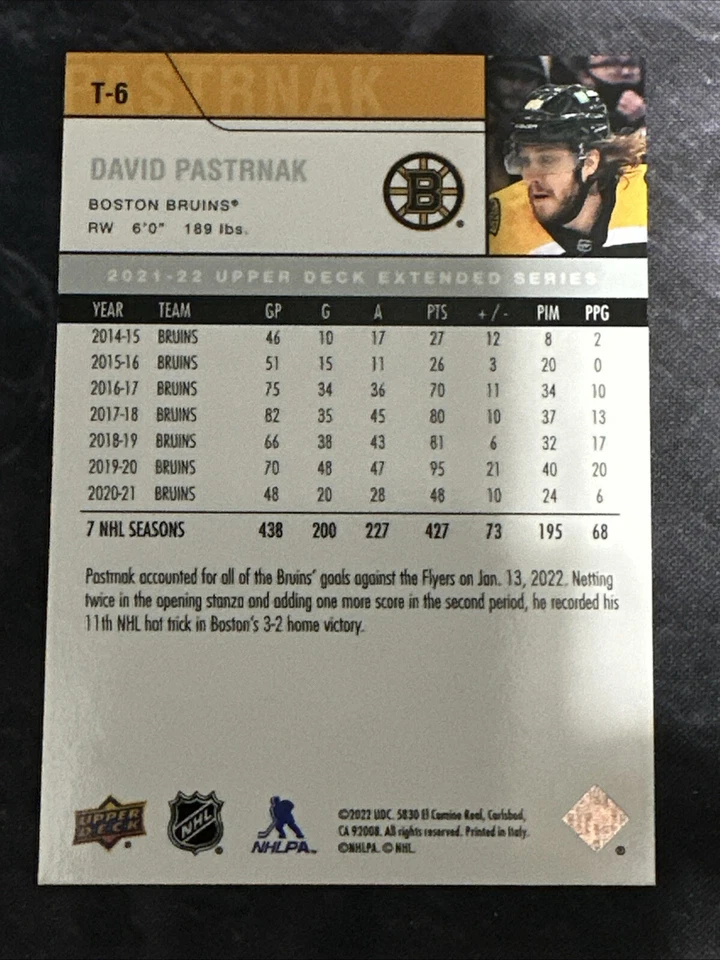 PASTRNAK
T-6
DAVID PASTRNAK
BOSTON BRUINS®
RW 6'0" 189 lbs.
B
®
2021-22 UPPER DECK EXTENDED SERIES
YEAR TEAM GP G A PTS +/- PIM PPG
2014-15 BRUINS 46 10 17 27 12 8 2
2015-16 BRUINS 51 15 11 26 3 20 0
2016-17 BRUINS 75 34 36 70 11 34 10
2017-18 BRUINS 82 35 45 80 10 37 13
2018-19 BRUINS 66 38 43 81 6 32 17
2019-20 BRUINS 70 48 47 95 21 40 20
2020-21 BRUINS 48 20 28 48 10 24 6
7 NHL SEASONS 438 200 227 427 73 195 68
Pastrnak accounted for all of the Bruins' goals against the Flyers on Jan. 13, 2022. Netting
twice in the opening stanza and adding one more score in the second period, he recorded his
11th NHL hat trick in Boston's 3-2 home victory.
UPPER
DECK
®
NHL
®
NHLPA™
©2022 UDC. 5830 El Camino Real, Carlsbad,
CA 92008. All rights reserved. Printed in Italy.
©NHLPA. © NHL.
®